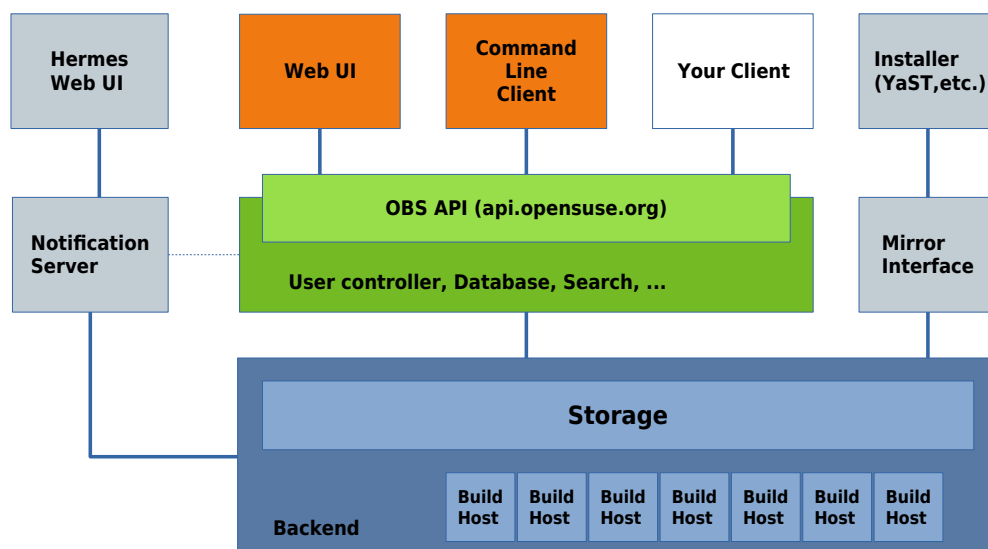 Hermes
Web UI
Web UI
Command
Line
Client
Your Client
Installer
(YaST,etc.)
OBS API (api.opensuse.org)
Notification
Server
User controller, Database, Search, ...
Mirror
Interface
Storage
Build
Host
Build
Host
Build
Host
Build
Host
Build
Host
Build
Host
Build
Host
Backend